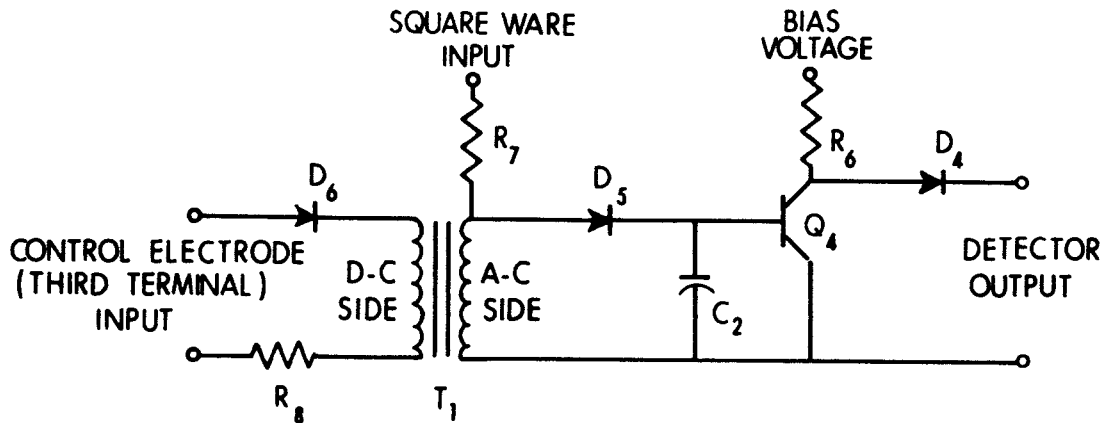 SQUARE WARE
INPUT
BIAS
VOLTAGE
R7
R6
D4
D6
D5
Q4
CONTROL ELECTRODE
(THIRD TERMINAL)
INPUT
D-C
SIDE
A-C
SIDE
C2
DETECTOR
OUTPUT
R8
T1